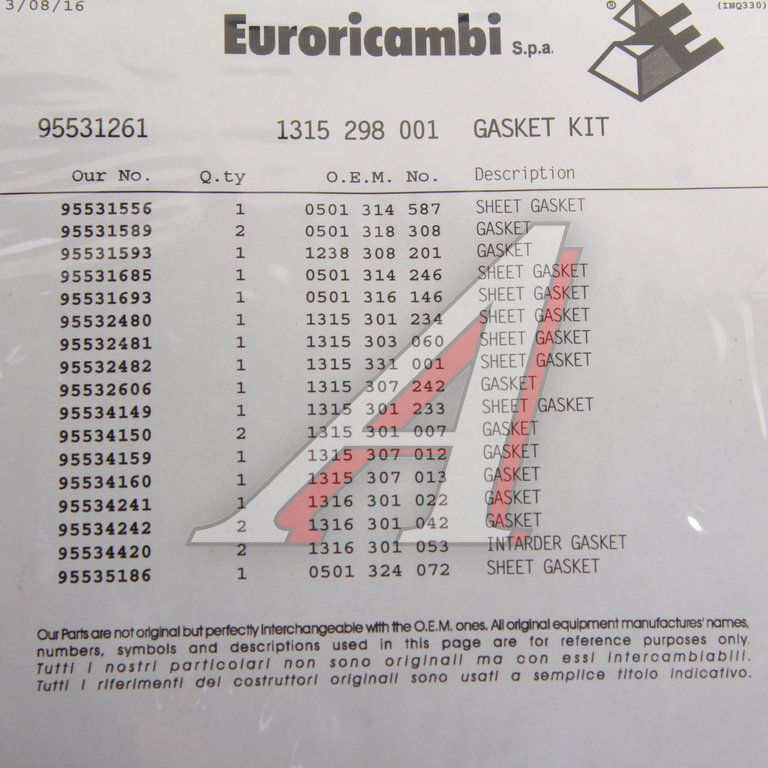 3/08/16 ® (INQ330)
Euroricambi S.p.a.
95531261 1315 298 001 GASKET KIT
Our No. Q.ty O.E.M. No. Description
95531556 1 0501 314 587 SHEET GASKET
95531589 2 0501 318 308 GASKET
95531593 1 1238 308 201 GASKET
95531685 1 0501 314 246 SHEET GASKET
95531693 1 0501 316 146 SHEET GASKET
95532480 1 1315 301 234 SHEET GASKET
95532481 1 1315 303 060 SHEET GASKET
95532482 1 1315 331 001 SHEET GASKET
95532606 1 1315 307 242 GASKET
95534149 1 1315 301 233 SHEET GASKET
95534150 2 1315 301 007 GASKET
95534159 1 1315 307 012 GASKET
95534160 1 1315 307 013 GASKET
95534241 1 1316 301 022 GASKET
95534242 2 1316 301 042 GASKET
95534420 2 1316 301 053 INTARDER GASKET
95535186 1 0501 324 072 SHEET GASKET
Our Parts are not original but perfectly interchangeable with the O.E.M. ones. All original equipment manufactures' names,
numbers, symbols and descriptions used in this page are for reference purposes only.
Tutti i nostri particolari non sono originali ma con essi intercambiabili.
Tutti i riferimenti dei costruttori originali sono usati a semplice titolo indicativo.